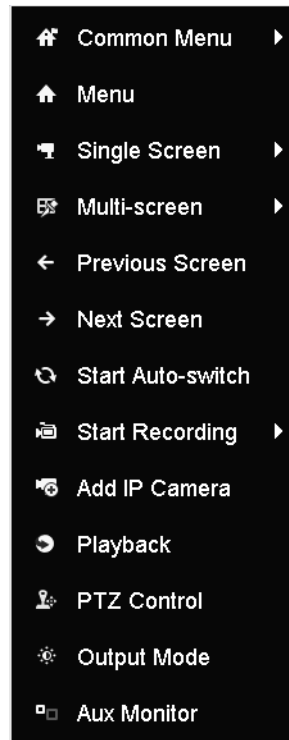 Common Menu
Menu
Single Screen
Multi-screen
Previous Screen
Next Screen
Start Auto-switch
Start Recording
Add IP Camera
Playback
PTZ Control
Output Mode
Aux Monitor